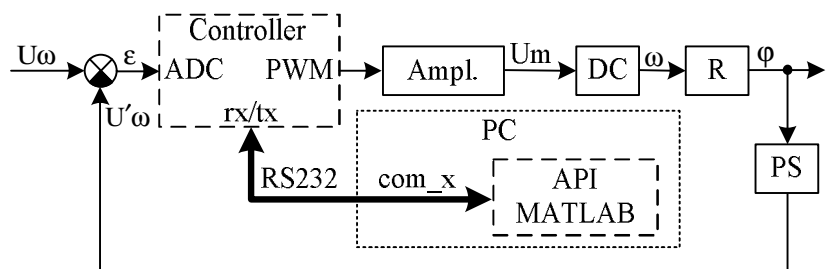 Controller
Uω
ε
ADC
PWM
Ampl.
Um
DC
ω
R
φ
U′ω
rx/tx
PC
PS
RS232
com_x
API
MATLAB